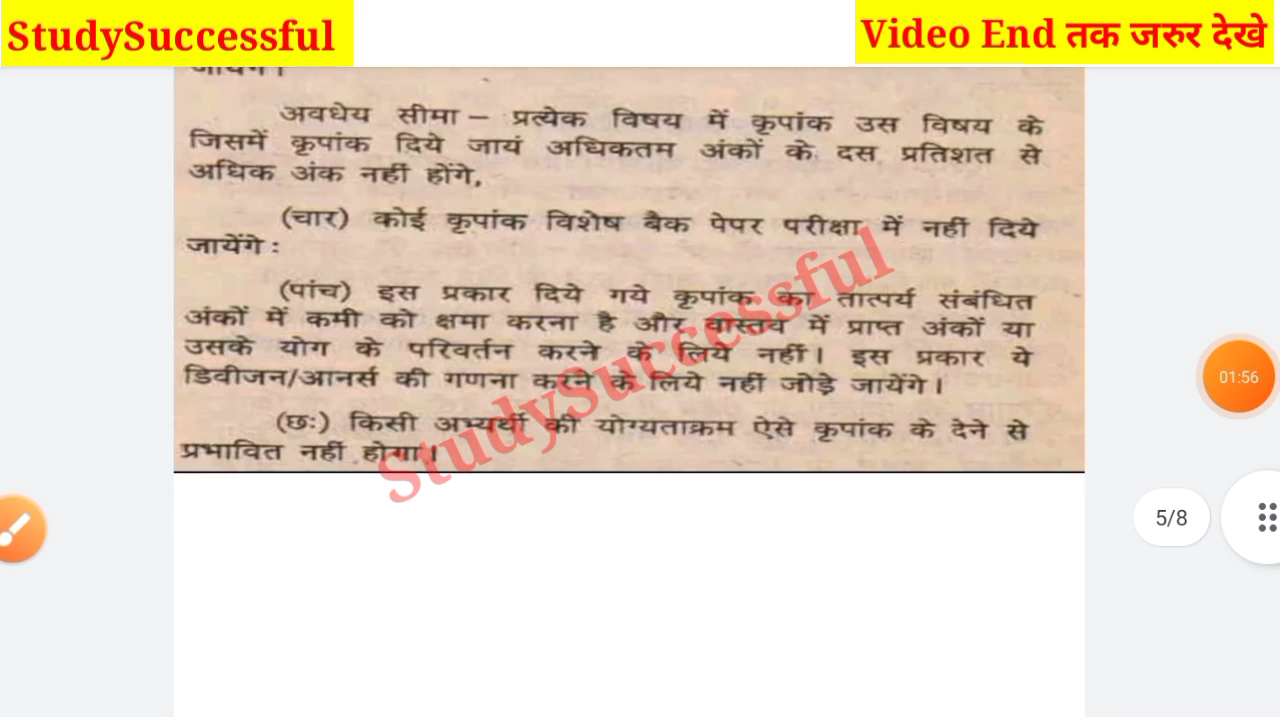 StudySuccessful
Video End तक जरुर देखे
जायेंगे।
अवधेय सीमा – प्रत्येक विषय में कृपांक उस विषय के
जिसमें कृपांक दिये जायं अधिकतम अंकों के दस प्रतिशत से
अधिक अंक नहीं होंगे,
(चार) कोई कृपांक विशेष बैक पेपर परीक्षा में नहीं दिये
जायेंगे :
(पांच) इस प्रकार दिये गये कृपांक का तात्पर्य संबंधित
अंकों में कमी को क्षमा करना है और वास्तव में प्राप्त अंकों या
उसके योग के परिवर्तन करने के लिये नहीं। इस प्रकार ये
डिवीजन/आनर्स की गणना करने के लिये नहीं जोड़े जायेंगे।
(छः) किसी अभ्यर्थी की योग्यताक्रम ऐसे कृपांक के देने से
प्रभावित नहीं होगा।
StudySuccessful
01:56
5/8